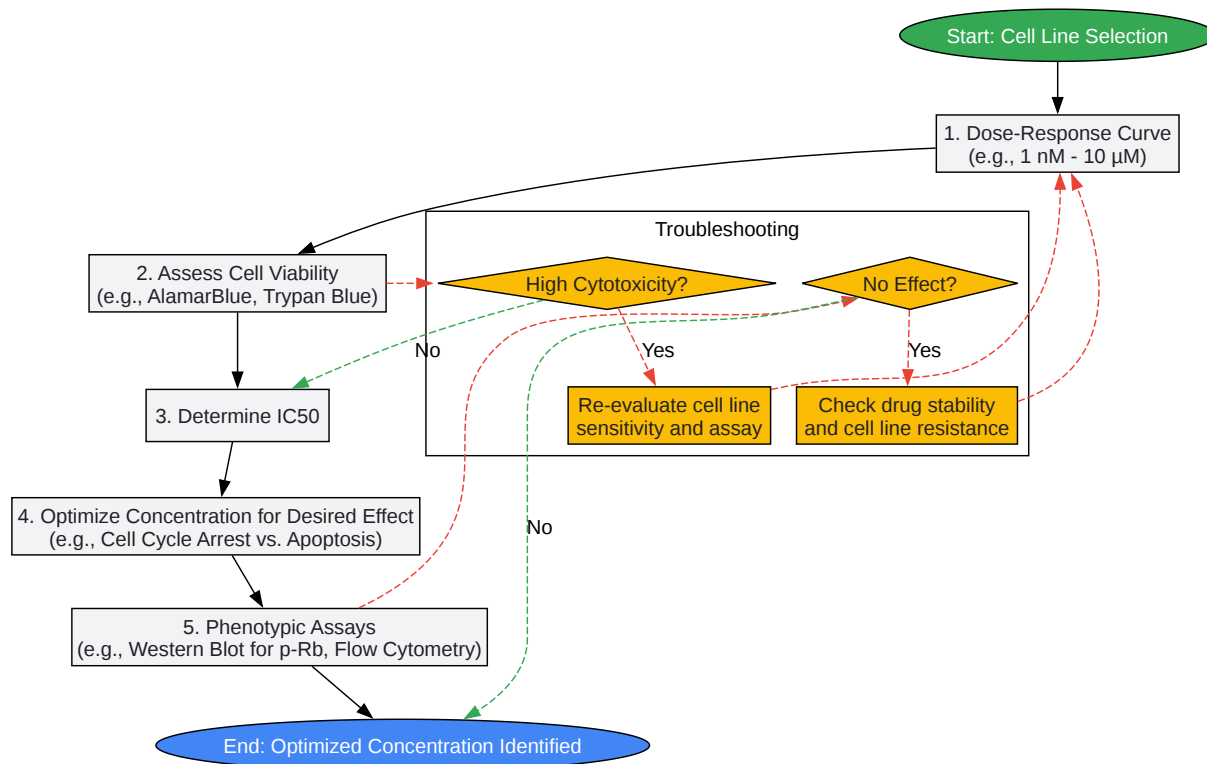 Start: Cell Line Selection
1. Dose-Response Curve
(e.g., 1 nM - 10 µM)
Troubleshooting
2. Assess Cell Viability
(e.g., AlamarBlue, Trypan Blue)
High Cytotoxicity?
No Effect?
No
Yes
Yes
3. Determine IC50
Re-evaluate cell line
sensitivity and assay
Check drug stability
and cell line resistance
4. Optimize Concentration for Desired Effect
(e.g., Cell Cycle Arrest vs. Apoptosis)
No
5. Phenotypic Assays
(e.g., Western Blot for p-Rb, Flow Cytometry)
End: Optimized Concentration Identified